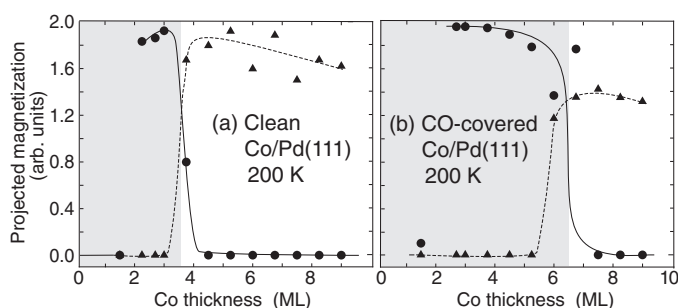 Projected magnetization
(arb. units)
2.0
1.6
1.2
0.8
0.4
0.0
(a) Clean
Co/Pd(111)
200 K
(b) CO-covered
Co/Pd(111)
200 K
0 2 4 6 8 0 2 4 6 8 10
Co thickness (ML) Co thickness (ML)